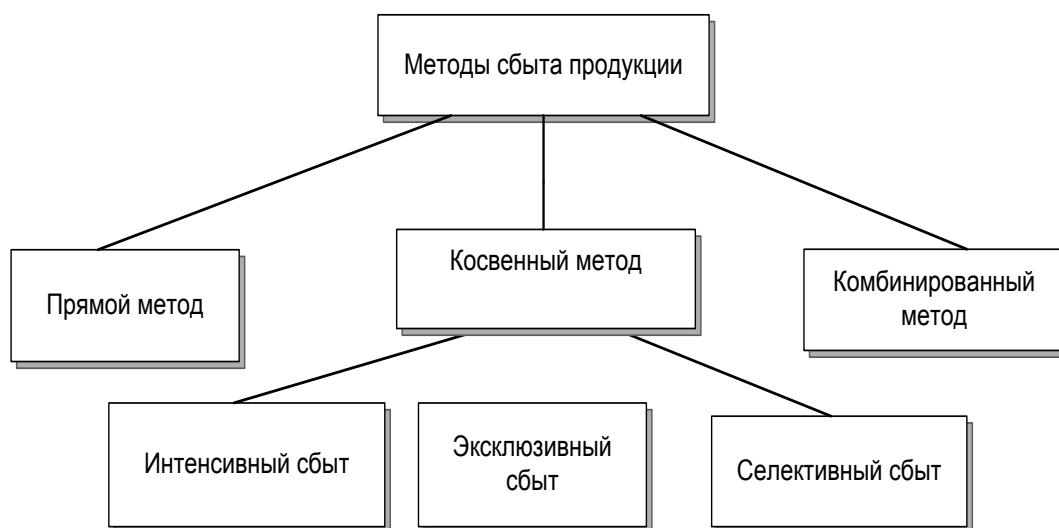 Методы сбыта продукции
Косвенный метод
Прямой метод
Комбинированный
метод
Интенсивный сбыт
Эксклюзивный
сбыт
Селективный сбыт